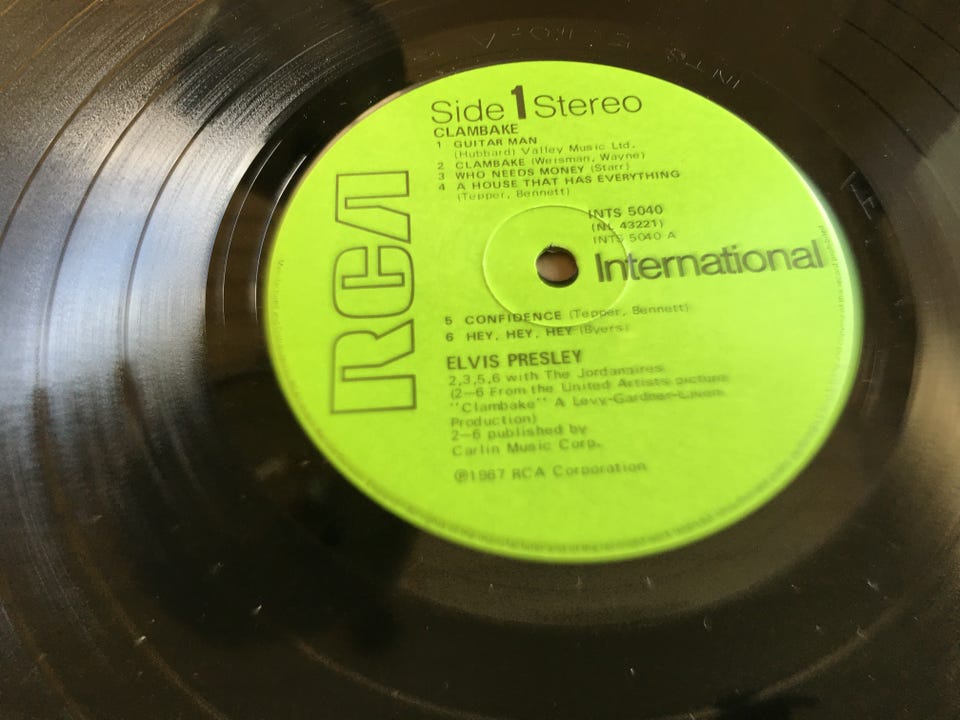 Side 1 Stereo
CLAMBAKE
1 GUITAR MAN
(Hubbard) Valley Music Ltd.
2 CLAMBAKE (Weisman, Wayne)
3 WHO NEEDS MONEY (Starr)
4 A HOUSE THAT HAS EVERYTHING
(Tepper, Bennett)
RCA
INTS 5040
(NL 43221)
INTS 5040 A
International
5 CONFIDENCE (Tepper, Bennett)
6 HEY, HEY, HEY (Byers)
ELVIS PRESLEY
2,3,5,6 with The Jordanaires
(2-6 From the United Artists picture
"Clambake" A Levy-Gardner-Laven
Production)
2-6 published by
Carlin Music Corp.
Ⓟ1967 RCA Corporation